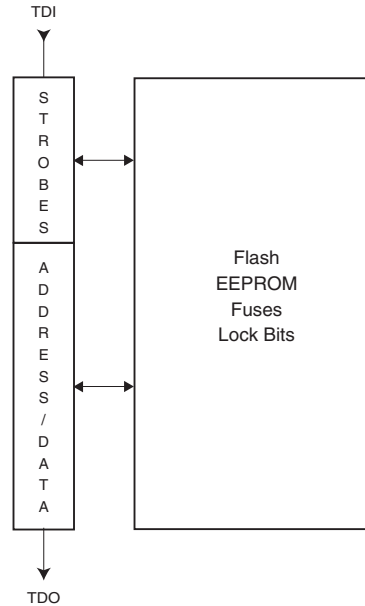 TDI
STROBES
ADDRESS/DATA
Flash
EEPROM
Fuses
Lock Bits
TDO